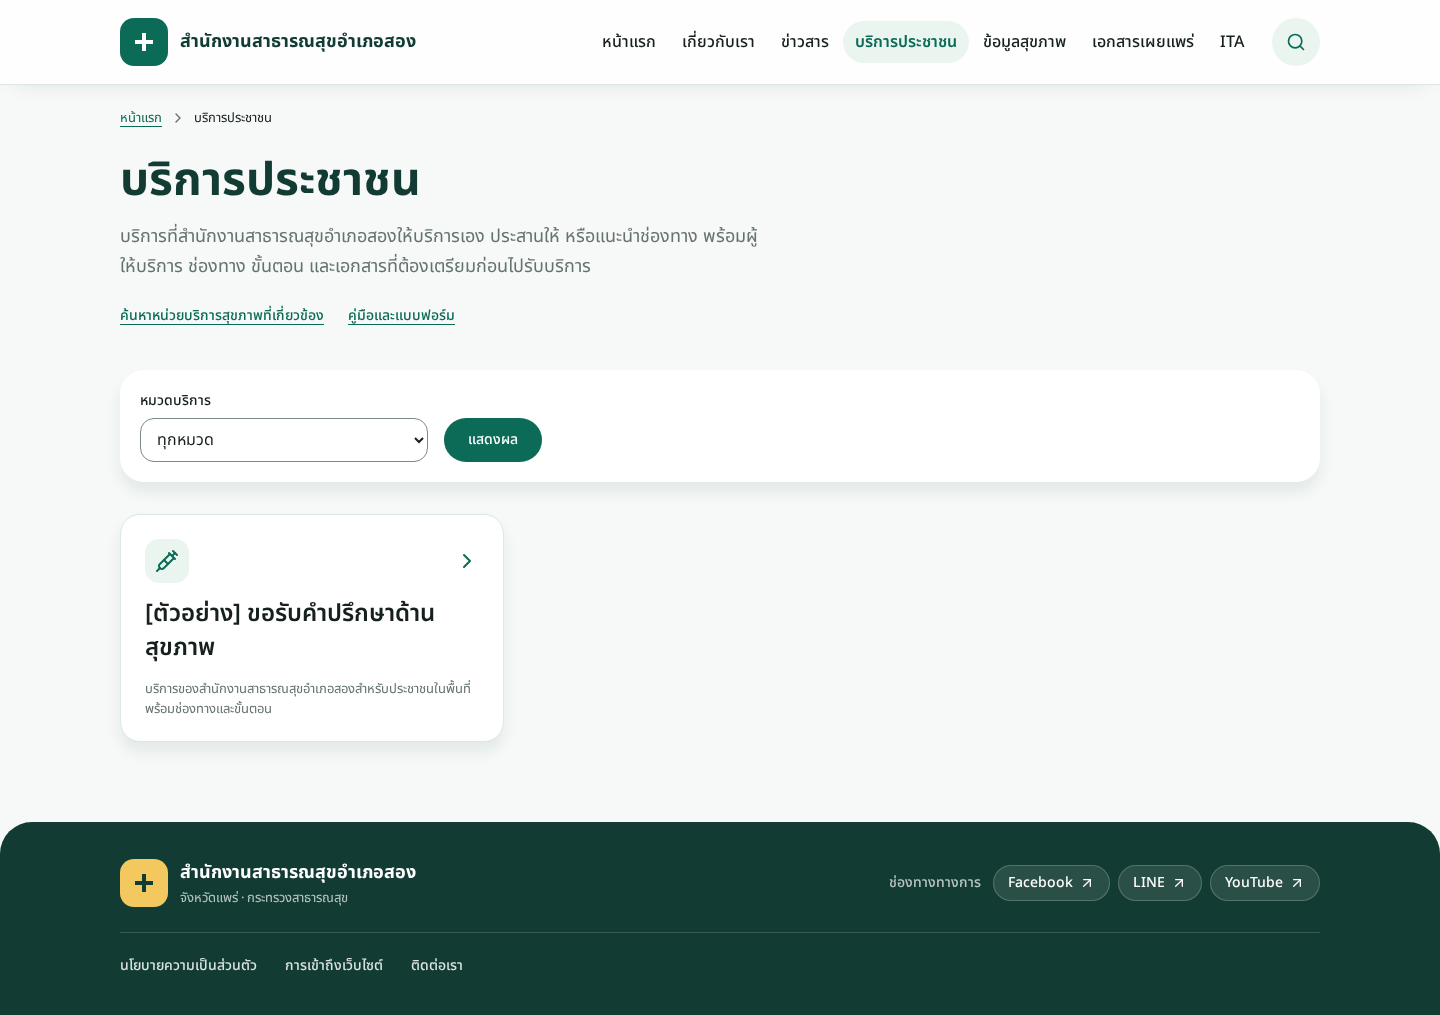 สำนักงานสาธารณสุขอำเภอสอง
หน้าแรก เกี่ยวกับเรา ข่าวสาร บริการประชาชน ข้อมูลสุขภาพ เอกสารเผยแพร่ ITA
หน้าแรก บริการประชาชน
บริการประชาชน
บริการที่สำนักงานสาธารณสุขอำเภอสองให้บริการเอง ประสานให้ หรือแนะนำช่องทาง พร้อมผู้
ให้บริการ ช่องทาง ขั้นตอน และเอกสารที่ต้องเตรียมก่อนไปรับบริการ
ค้นหาหน่วยบริการสุขภาพที่เกี่ยวข้อง คู่มือและแบบฟอร์ม
หมวดบริการ
ทุกหมวด แสดงผล
[ตัวอย่าง] ขอรับคำปรึกษาด้าน
สุขภาพ
บริการของสำนักงานสาธารณสุขอำเภอสองสำหรับประชาชนในพื้นที่
พร้อมช่องทางและขั้นตอน
สำนักงานสาธารณสุขอำเภอสอง
จังหวัดแพร่ · กระทรวงสาธารณสุข
ช่องทางทางการ Facebook LINE YouTube
นโยบายความเป็นส่วนตัว การเข้าถึงเว็บไซต์ ติดต่อเรา